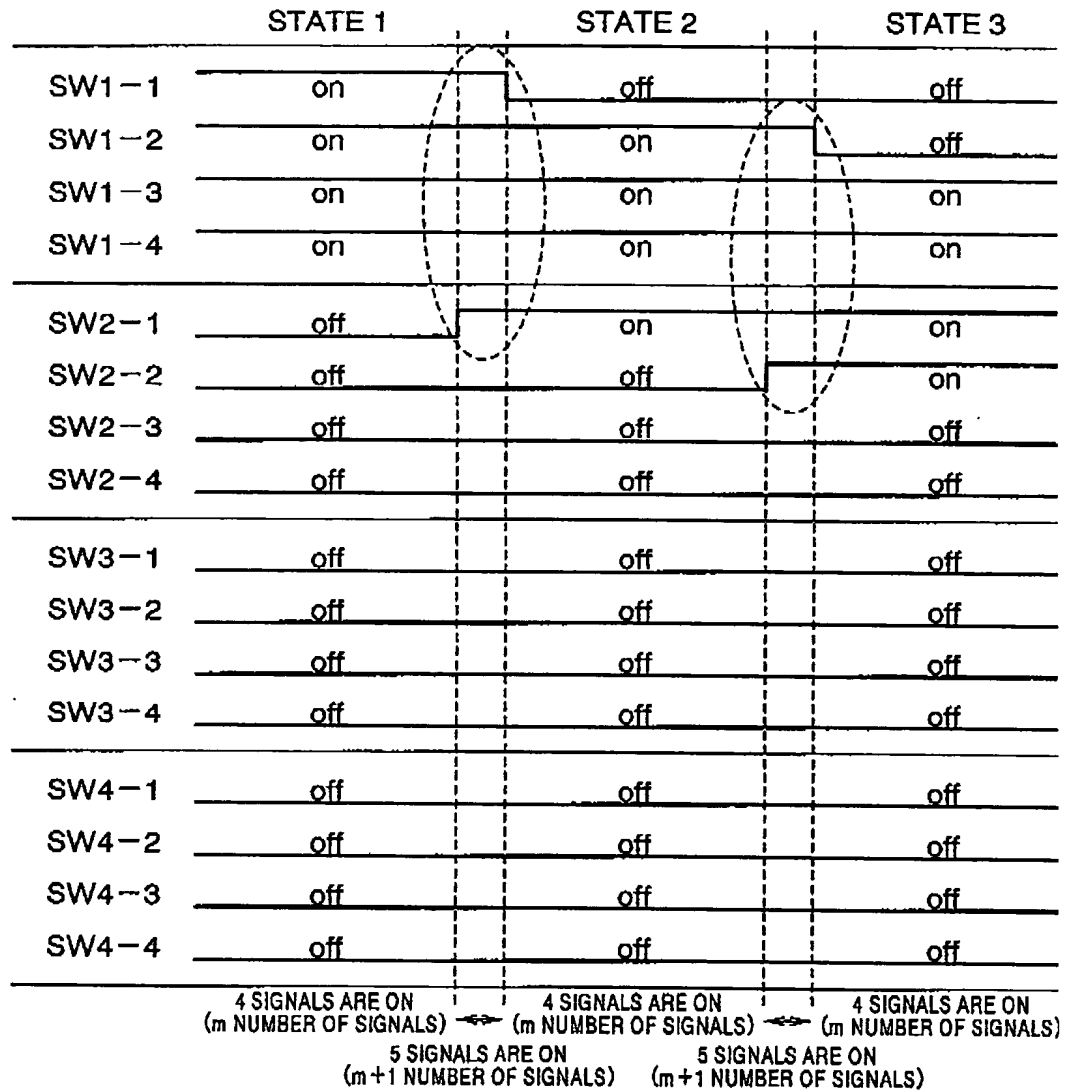 STATE 1 STATE 2 STATE 3
SW1-1 on off off
SW1-2 on on off
SW1-3 on on on
SW1-4 on on on
SW2-1 off on on
SW2-2 off off on
SW2-3 off off off
SW2-4 off off off
SW3-1 off off off
SW3-2 off off off
SW3-3 off off off
SW3-4 off off off
SW4-1 off off off
SW4-2 off off off
SW4-3 off off off
SW4-4 off off off
4 SIGNALS ARE ON 4 SIGNALS ARE ON 4 SIGNALS ARE ON
(m NUMBER OF SIGNALS) (m NUMBER OF SIGNALS) (m NUMBER OF SIGNALS)
5 SIGNALS ARE ON 5 SIGNALS ARE ON
(m+1 NUMBER OF SIGNALS) (m+1 NUMBER OF SIGNALS)